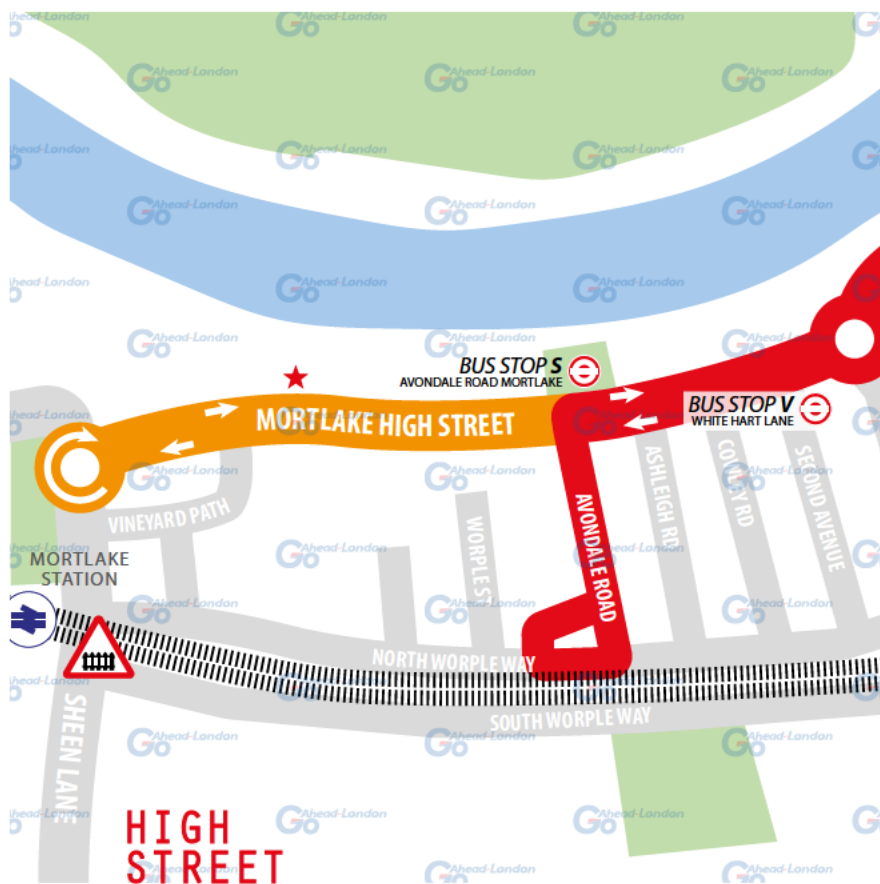 Go Ahead-London
BUS STOP S
AVONDALE ROAD MORTLAKE
BUS STOP V
WHITE HART LANE
MORTLAKE HIGH STREET
ASHLEIGH RD
COWLEY RD
SECOND AVENUE
VINEYARD PATH
WORPLE ST
AVONDALE ROAD
MORTLAKE
STATION
NORTH WORPLE WAY
SOUTH WORPLE WAY
SHEEN LANE
HIGH
STREET